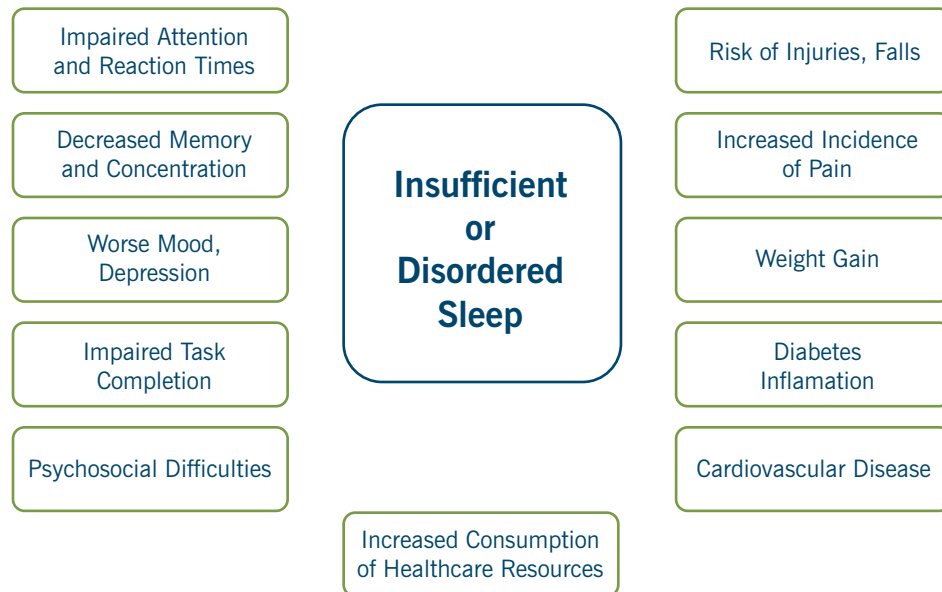 Impaired Attention
and Reaction Times
Decreased Memory
and Concentration
Worse Mood,
Depression
Impaired Task
Completion
Psychosocial Difficulties
Insufficient
or
Disordered
Sleep
Increased Consumption
of Healthcare Resources
Risk of Injuries, Falls
Increased Incidence
of Pain
Weight Gain
Diabetes
Inflamation
Cardiovascular Disease